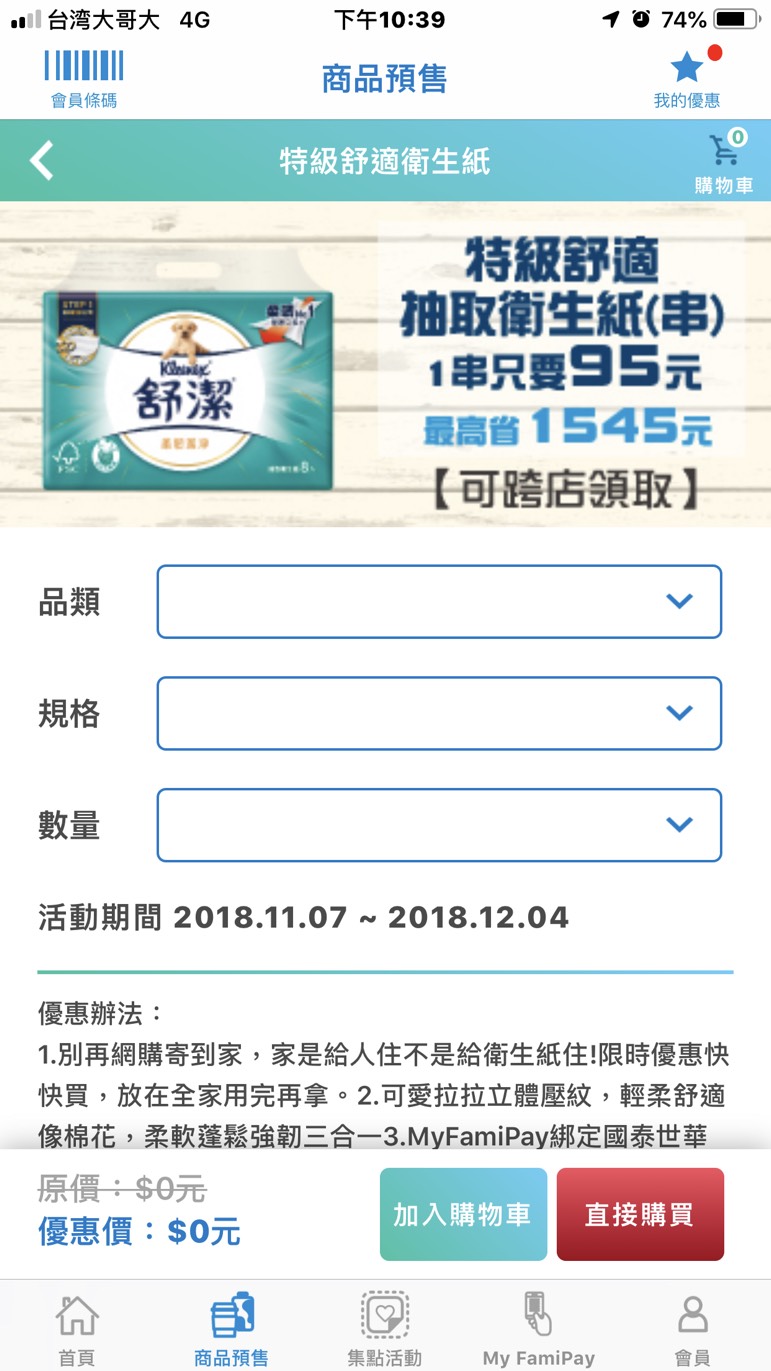 台湾大哥大 4G 下午10:39 74%
會員條碼 商品預售 我的優惠
特級舒適衛生紙 0
購物車
特級舒適
抽取衛生紙(串)
1串只要95元
最高省1545元
【可跨店領取】
STEP 1
柔韌No.1
Kleenex
舒潔
柔韌潔淨
FSC
8
品類
規格
數量
活動期間 2018.11.07 ~ 2018.12.04
優惠辦法：
1.別再網購寄到家，家是給人住不是給衛生紙住!限時優惠快
快買，放在全家用完再拿。2.可愛拉拉立體壓紋，輕柔舒適
像棉花，柔軟蓬鬆強韌三合一3.MyFamiPay綁定國泰世華
原價：$0元
優惠價：$0元
加入購物車 直接購買
首頁 商品預售 集點活動 My FamiPay 會員